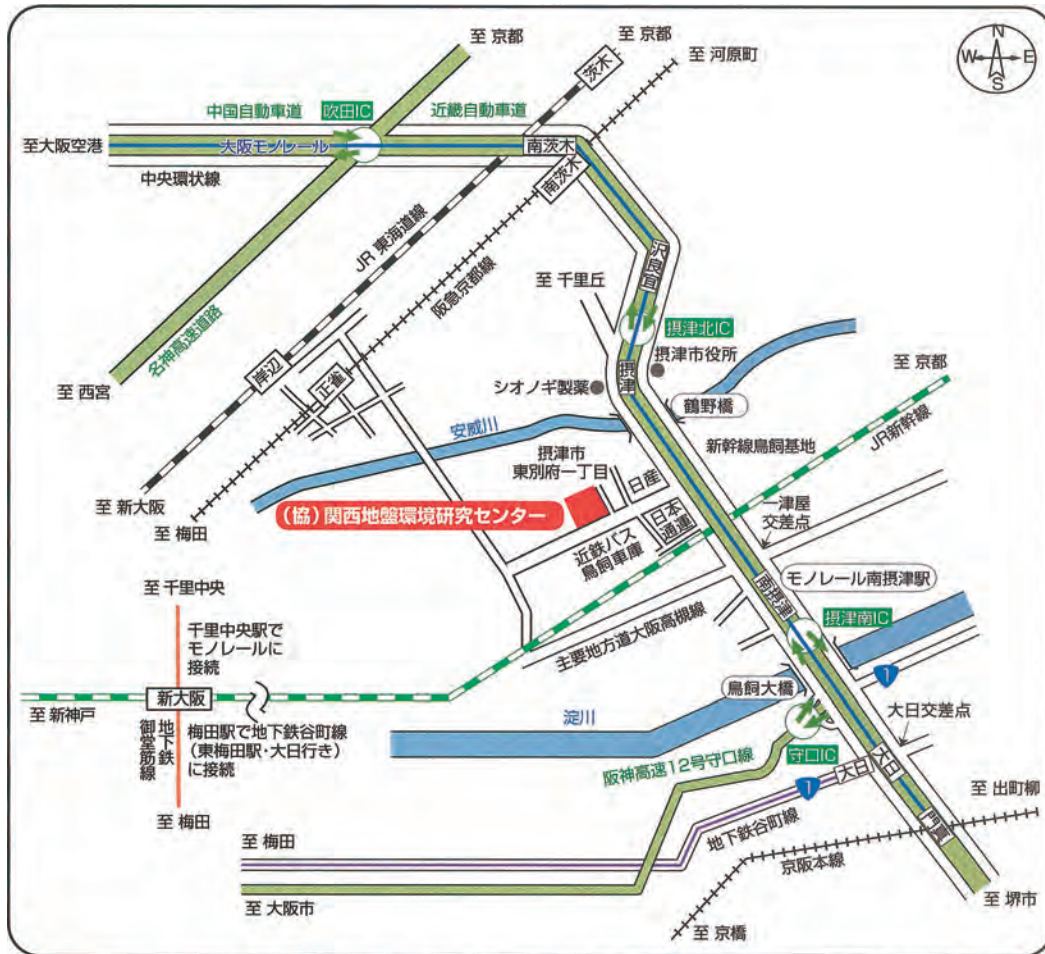 至 京都
至 京都
至 河原町
N
W
E
S
茨木
中国自動車道
吹田IC
近畿自動車道
至大阪空港
大阪モノレール
南茨木
南茨木
中央環状線
JR 東海道線
阪急京都線
名神高速道路
沢良宜
至 千里丘
摂津北IC
摂津市役所
至 京都
岸辺
正雀
摂津
至 西宮
シオノギ製薬
鶴野橋
安威川
JR新幹線
新幹線鳥飼基地
摂津市
東別府一丁目
日産
至 新大阪
一津屋
交差点
(協)関西地盤環境研究センター
日本
通運
至 梅田
近鉄バス
鳥飼車庫
至 千里中央
モノレール南摂津駅
南摂津
摂津南IC
千里中央駅で
モノレールに
接続
主要地方道大阪高槻線
1
鳥飼大橋
新大阪
至 新神戸
淀川
大日交差点
地下鉄
御堂筋線
梅田駅で地下鉄谷町線
(東梅田駅・大日行き)
に接続
守口IC
阪神高速12号守口線
大日
大日
1
至 出町柳
至 梅田
地下鉄谷町線
門真
至 梅田
京阪本線
至 大阪市
至 堺市
至 京橋